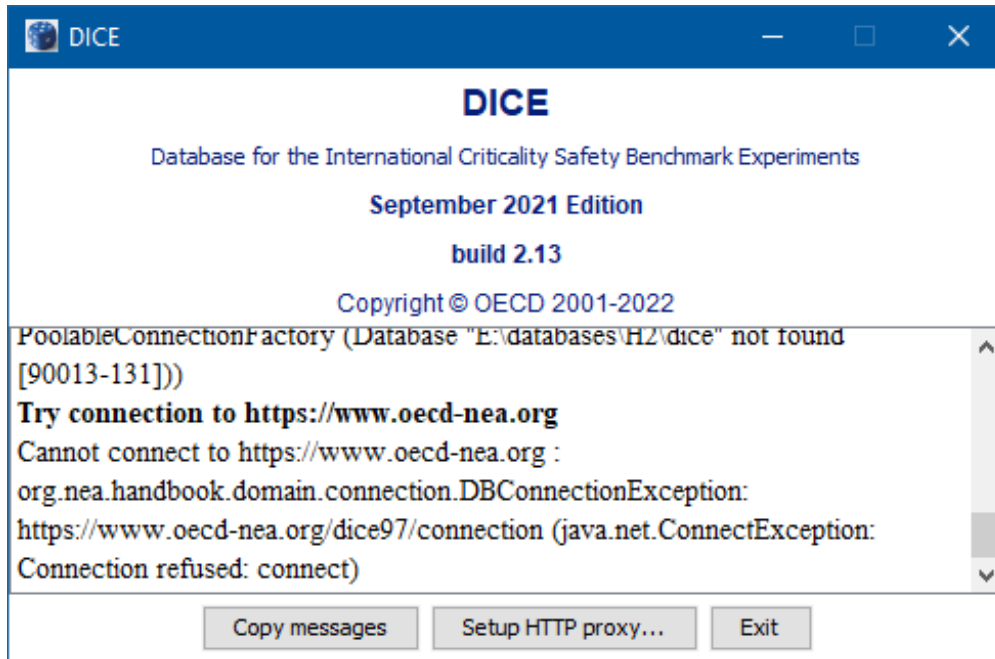 DICE
DICE
Database for the International Criticality Safety Benchmark Experiments
September 2021 Edition
build 2.13
Copyright © OECD 2001-2022
PoolableConnectionFactory (Database "E:\databases\H2\dice" not found
[90013-131]))
Try connection to https://www.oecd-nea.org
Cannot connect to https://www.oecd-nea.org :
org.nea.handbook.domain.connection.DBConnectionException:
https://www.oecd-nea.org/dice97/connection (java.net.ConnectException:
Connection refused: connect)
Copy messages Setup HTTP proxy... Exit